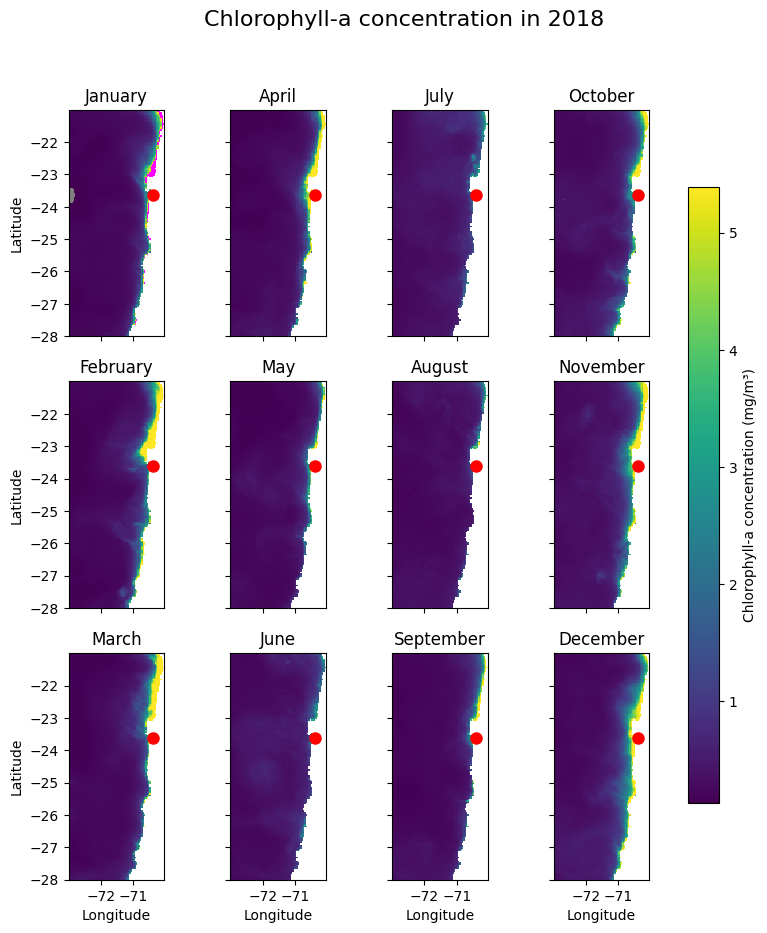 Chlorophyll-a concentration in 2018
January
April
July
October
Latitude
−22
−23
−24
−25
−26
−27
−28
February
May
August
November
Latitude
−22
−23
−24
−25
−26
−27
−28
March
June
September
December
Latitude
−22
−23
−24
−25
−26
−27
−28
−72 −71
−72 −71
−72 −71
−72 −71
Longitude
Longitude
Longitude
Longitude
5
4
3
2
1
Chlorophyll-a concentration (mg/m³)